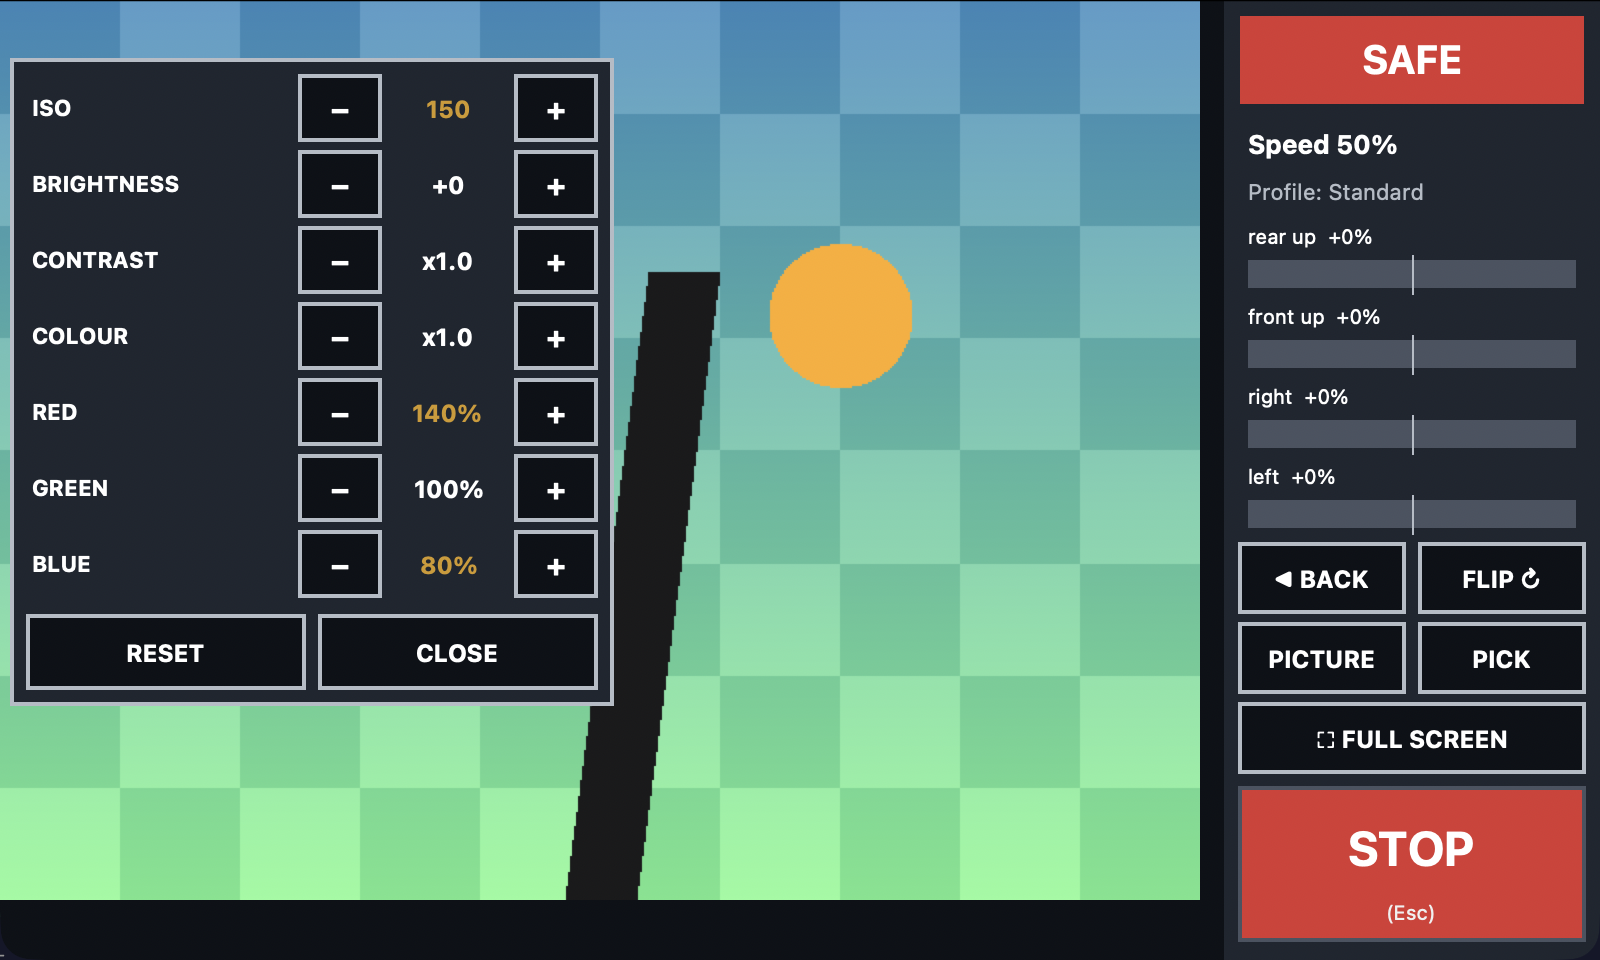 ISO − 150 +
BRIGHTNESS − +0 +
CONTRAST − x1.0 +
COLOUR − x1.0 +
RED − 140% +
GREEN − 100% +
BLUE − 80% +
RESET CLOSE
SAFE
Speed 50%
Profile: Standard
rear up +0%
front up +0%
right +0%
left +0%
◀ BACK FLIP ↻
PICTURE PICK
⛶ FULL SCREEN
STOP
(Esc)